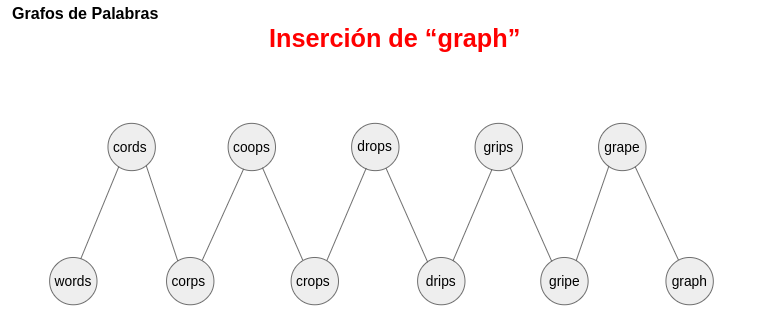 Grafos de Palabras
Inserción de “graph”
cords coops drops grips grape
words corps crops drips gripe graph